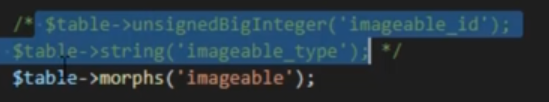 /* $table->unsignedBigInteger('imageable_id');
$table->string('imageable_type'); */
$table->morphs('imageable');